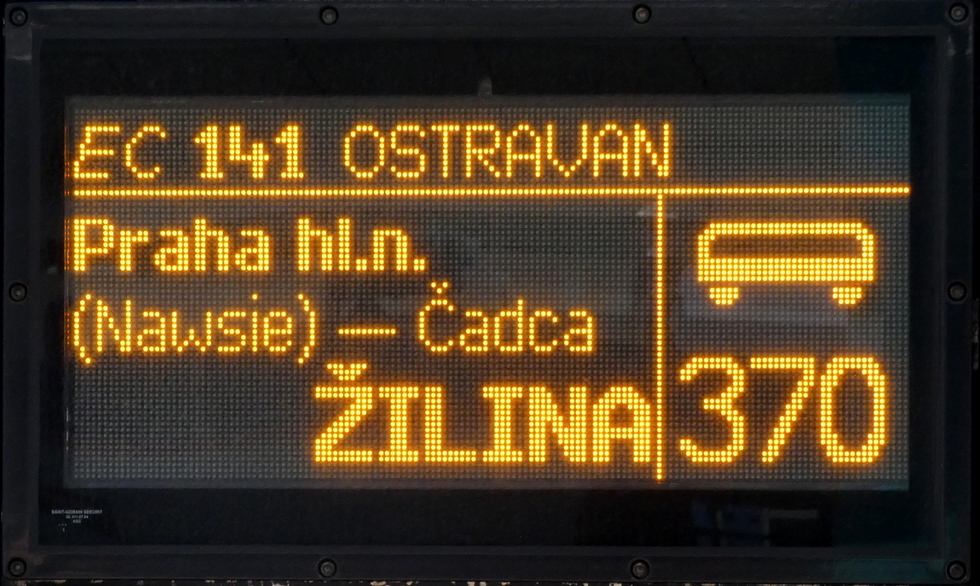 EC 141 OSTRAVAN
Praha hl.n.
(Nawsie) – Čadca
ŽILINA
370